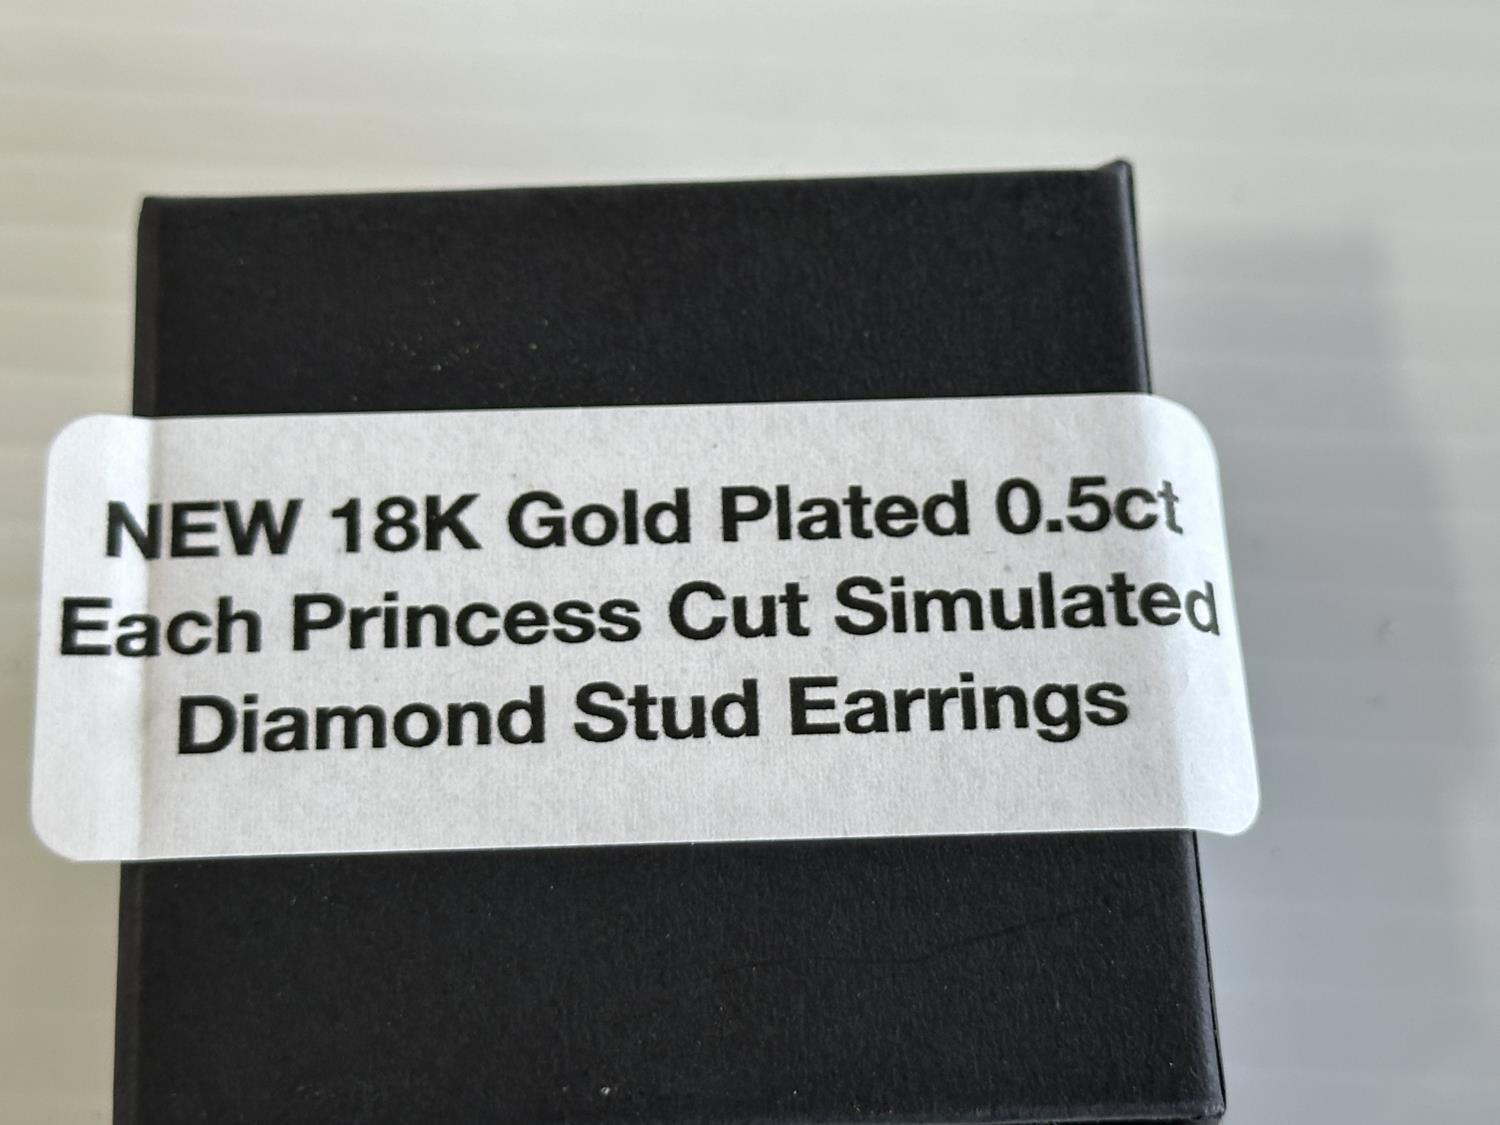 NEW 18K Gold Plated 0.5ct
Each Princess Cut Simulated
Diamond Stud Earrings